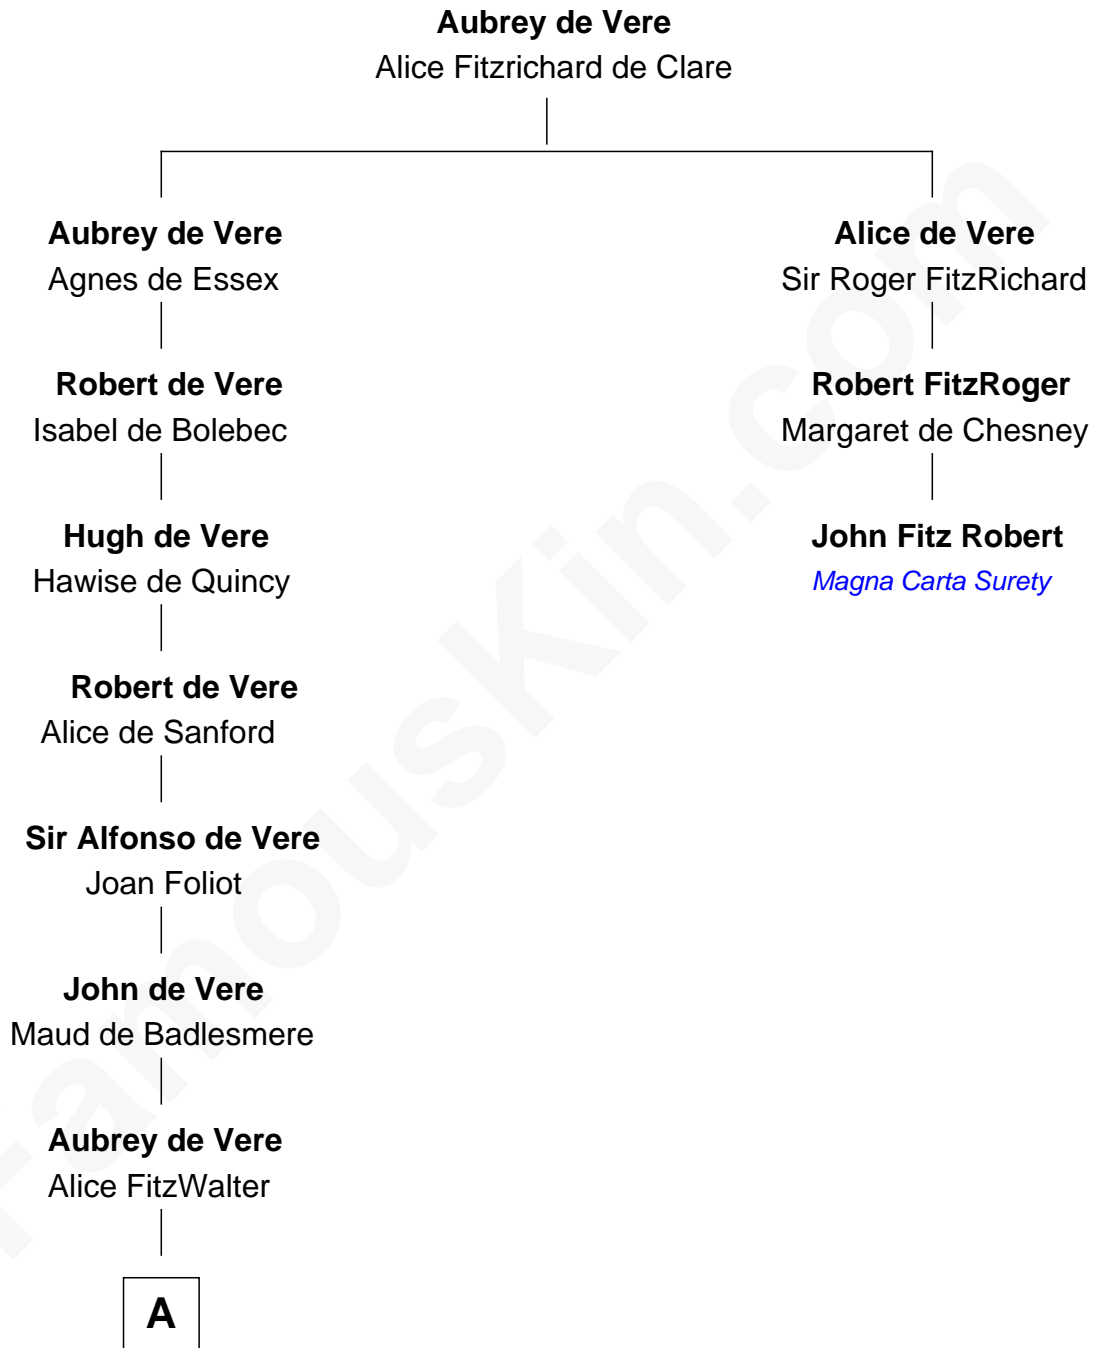 Aubrey de Vere
Alice Fitzrichard de Clare
Aubrey de Vere
Agnes de Essex
Robert de Vere
Isabel de Bolebec
Hugh de Vere
Hawise de Quincy
Robert de Vere
Alice de Sanford
Sir Alfonso de Vere
Joan Foliot
John de Vere
Maud de Badlesmere
Aubrey de Vere
Alice FitzWalter
A
Alice de Vere
Sir Roger FitzRichard
Robert FitzRoger
Margaret de Chesney
John Fitz Robert
Magna Carta Surety
FamousKin.com